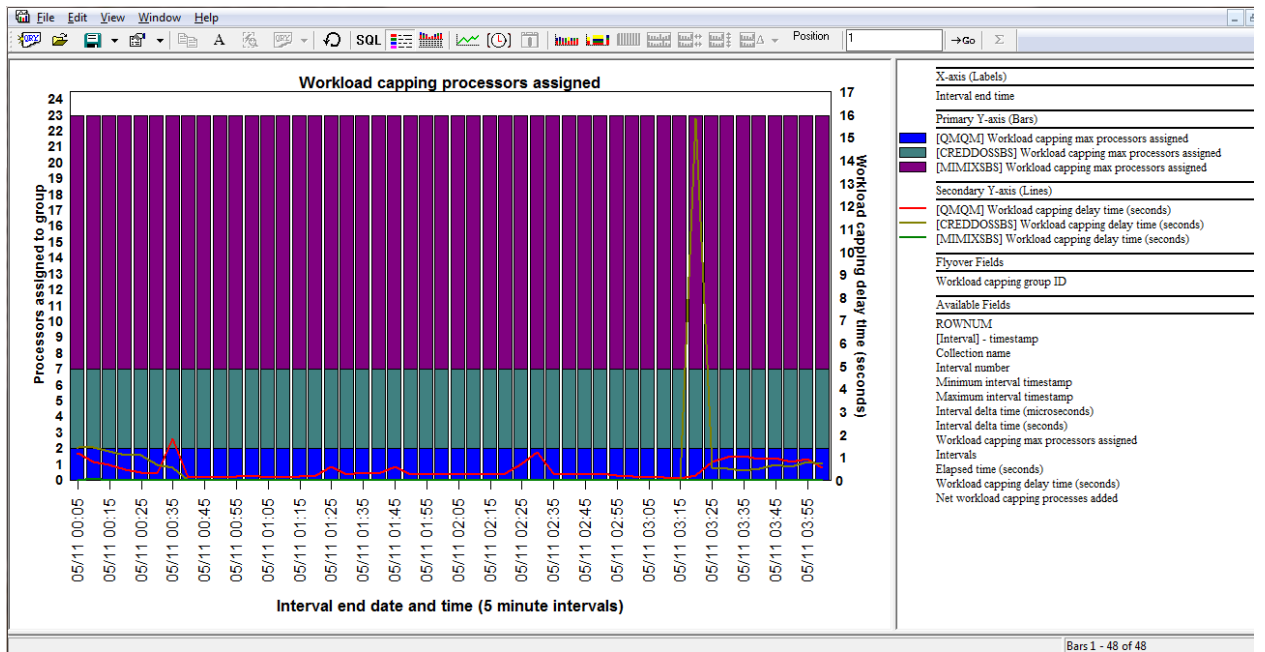 File Edit View Window Help
QRY A QRY SQL Position 1 →Go Σ
Workload capping processors assigned
Processors assigned to group
24
23
22
21
20
19
18
17
16
15
14
13
12
11
10
9
8
7
6
5
4
3
2
1
0
17
16
15
14
13
12
11
10
9
8
7
6
5
4
3
2
1
0
Workload capping delay time (seconds)
05/11 00:05
05/11 00:15
05/11 00:25
05/11 00:35
05/11 00:45
05/11 00:55
05/11 01:05
05/11 01:15
05/11 01:25
05/11 01:35
05/11 01:45
05/11 01:55
05/11 02:05
05/11 02:15
05/11 02:25
05/11 02:35
05/11 02:45
05/11 02:55
05/11 03:05
05/11 03:15
05/11 03:25
05/11 03:35
05/11 03:45
05/11 03:55
Interval end date and time (5 minute intervals)
X-axis (Labels)
Interval end time
Primary Y-axis (Bars)
[QMQM] Workload capping max processors assigned
[CREDDOSSBS] Workload capping max processors assigned
[MIMIXSBS] Workload capping max processors assigned
Secondary Y-axis (Lines)
[QMQM] Workload capping delay time (seconds)
[CREDDOSSBS] Workload capping delay time (seconds)
[MIMIXSBS] Workload capping delay time (seconds)
Flyover Fields
Workload capping group ID
Available Fields
ROWNUM
[Interval] - timestamp
Collection name
Interval number
Minimum interval timestamp
Maximum interval timestamp
Interval delta time (microseconds)
Interval delta time (seconds)
Workload capping max processors assigned
Intervals
Elapsed time (seconds)
Workload capping delay time (seconds)
Net workload capping processes added
Bars 1 - 48 of 48